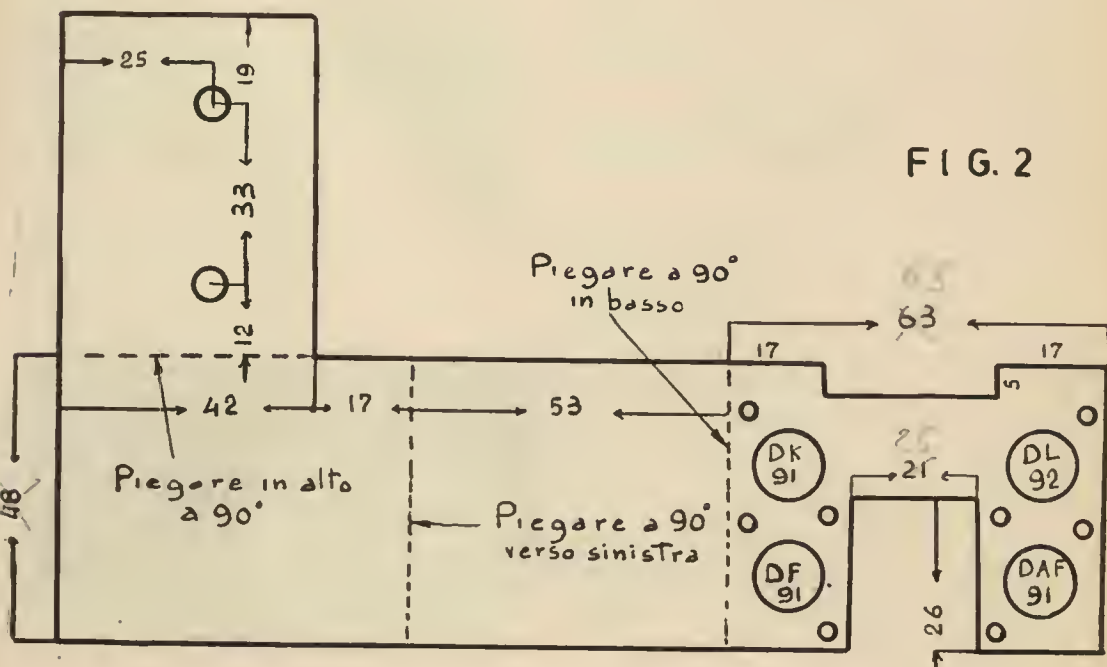 25
19
33
12
FIG. 2
Piegare a 90°
in basso
65
63
17
17
5
42
17
53
48
Piegare in alto
a 90°
Piegare a 90°
verso sinistra
DK
91
25
21
DL
92
DF
91
DAF
91
26